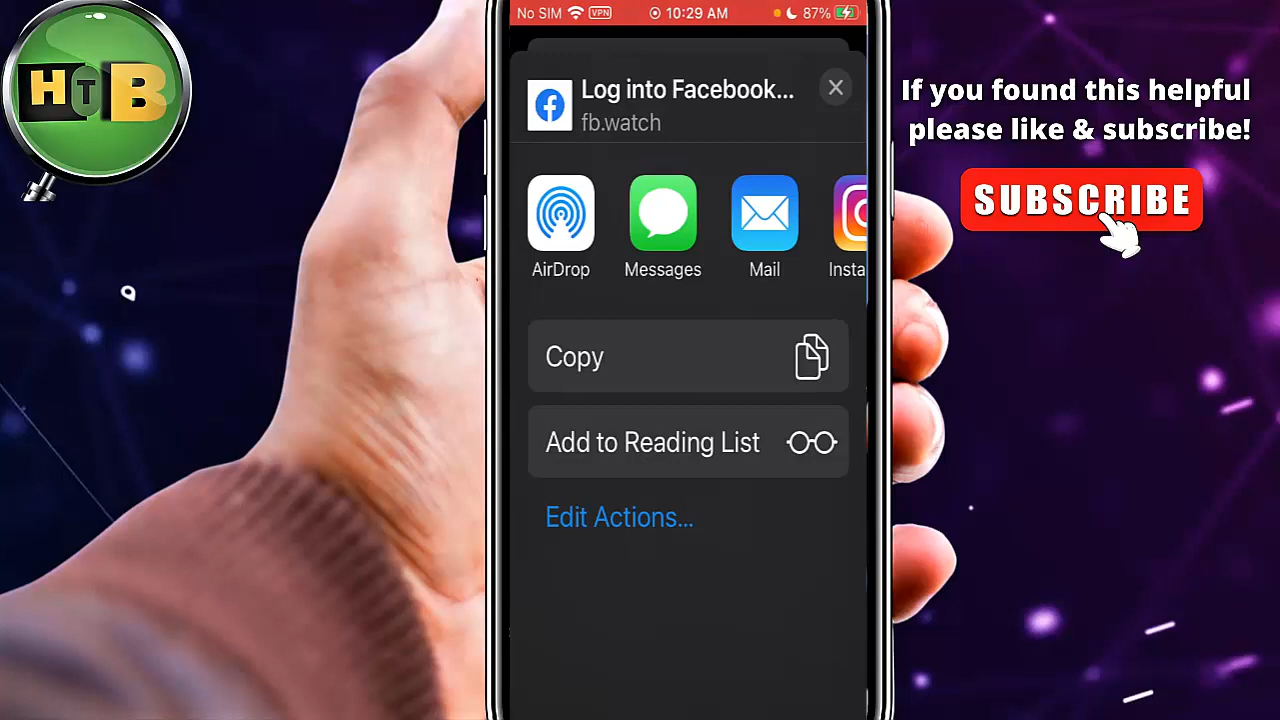 HTB
No SIM VPN 10:29 AM 87%
Log into Facebook...
fb.watch
AirDrop Messages Mail Insta
Copy
Add to Reading List
Edit Actions...
If you found this helpful
please like & subscribe!
SUBSCRIBE